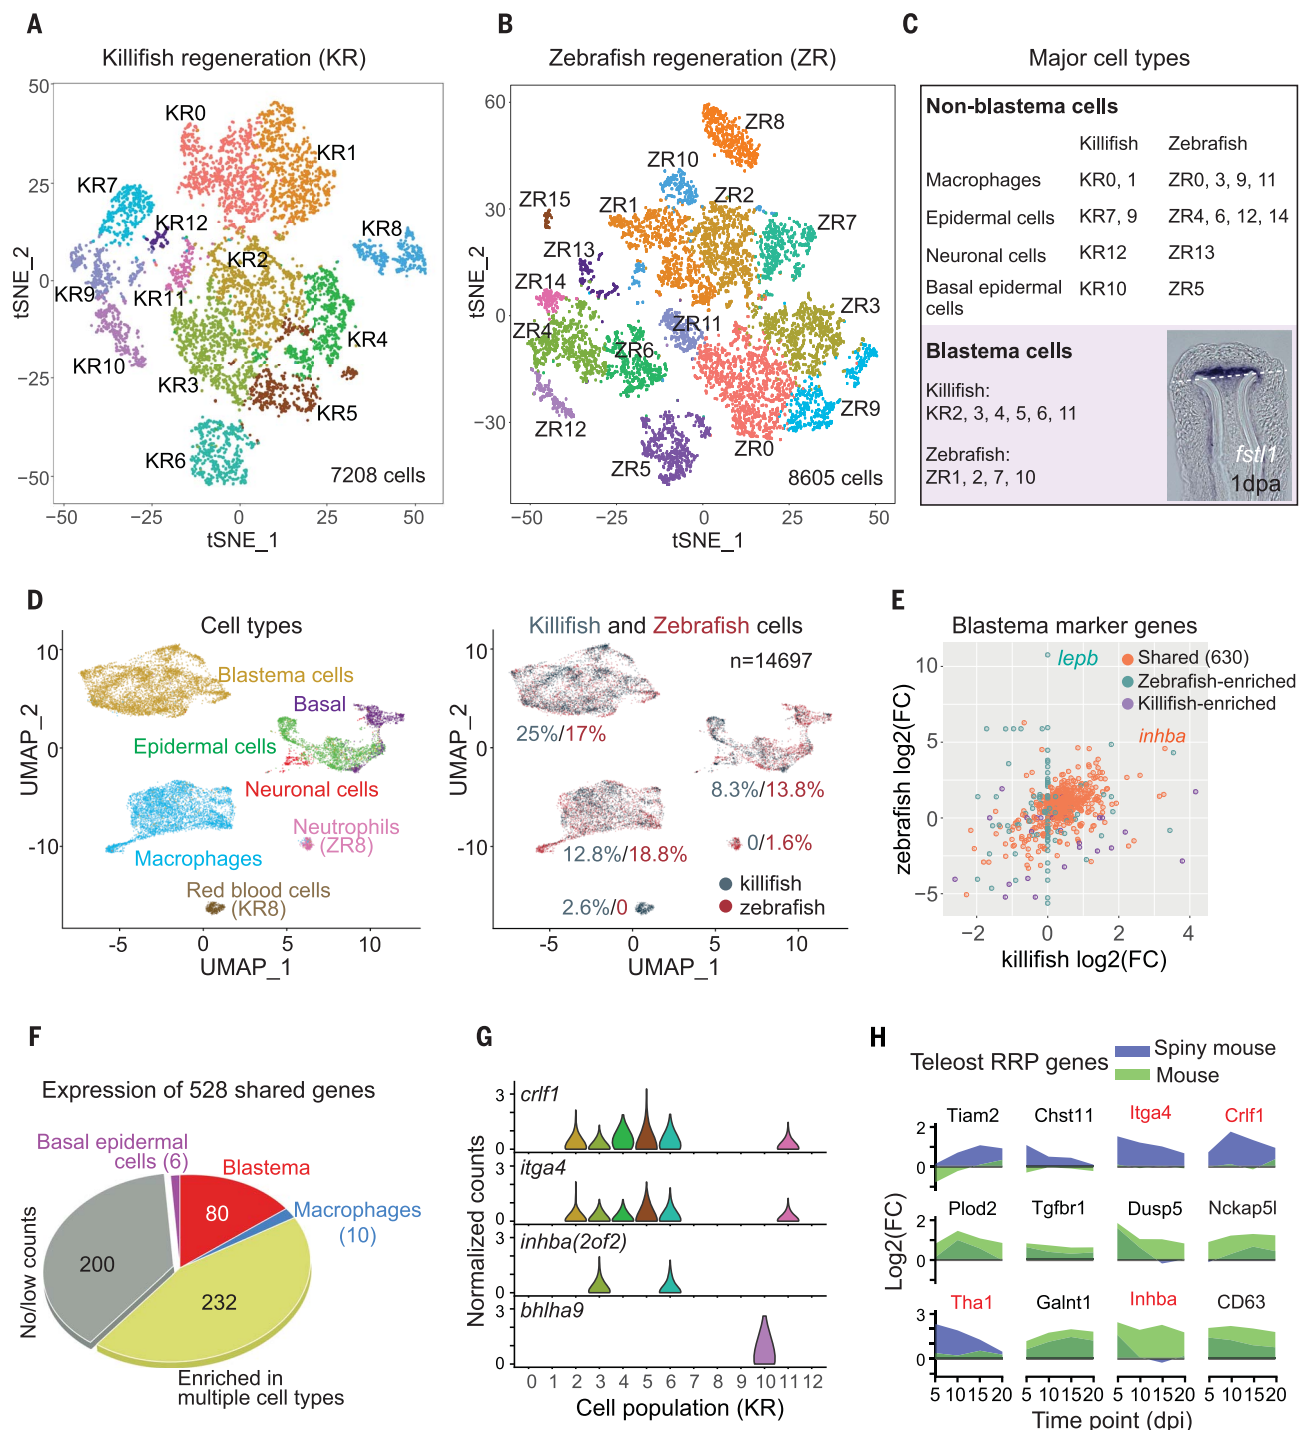 A
Killifish regeneration (KR)
50
25
0
−25
−50
tSNE_2
KR0
KR1
KR7
KR12
KR8
KR2
KR9
KR11
KR4
KR10
KR3
KR5
KR6
7208 cells
−50 −25 0 25 50
tSNE_1
B
Zebrafish regeneration (ZR)
60
30
0
−30
tSNE_2
ZR8
ZR10
ZR15
ZR1
ZR2
ZR7
ZR13
ZR14
ZR3
ZR4
ZR11
ZR6
ZR9
ZR12
ZR5
ZR0
8605 cells
−50 −25 0 25 50
tSNE_1
C
Major cell types
Non-blastema cells
Killifish Zebrafish
Macrophages KR0, 1 ZR0, 3, 9, 11
Epidermal cells KR7, 9 ZR4, 6, 12, 14
Neuronal cells KR12 ZR13
Basal epidermal KR10 ZR5
cells
Blastema cells
Killifish:
KR2, 3, 4, 5, 6, 11
Zebrafish:
ZR1, 2, 7, 10
fstl1
1dpa
D
Cell types
10
0
-10
UMAP_2
Blastema cells
Basal
Epidermal cells
Neuronal cells
Neutrophils
(ZR8)
Macrophages
Red blood cells
(KR8)
-5 0 5 10
UMAP_1
Killifish and Zebrafish cells
n=14697
10
0
-10
UMAP_2
25%/17%
8.3%/13.8%
12.8%/18.8%
0/1.6%
2.6%/0
killifish
zebrafish
-5 0 5 10
UMAP_1
E
Blastema marker genes
10
5
0
−5
zebrafish log2(FC)
lepb
Shared (630)
Zebrafish-enriched
Killifish-enriched
inhba
−2 0 2 4
killifish log2(FC)
F
Expression of 528 shared genes
Basal epidermal
cells (6)
Blastema
80
Macrophages
(10)
200
232
No/low counts
Enriched in
multiple cell types
G
Normalized counts
3
0
crlf1
3
0
itga4
3
0
inhba(2of2)
3
0
bhlha9
0 1 2 3 4 5 6 7 8 9 10 11 12
Cell population (KR)
H
Teleost RRP genes
Spiny mouse
Mouse
Log2(FC)
Tiam2 Chst11 Itga4 Crlf1
2
0
Plod2 Tgfbr1 Dusp5 Nckap5l
2
0
Tha1 Galnt1 Inhba CD63
2
0
5 10 15 20 5 10 15 20 5 10 15 20 5 10 15 20
Time point (dpi)